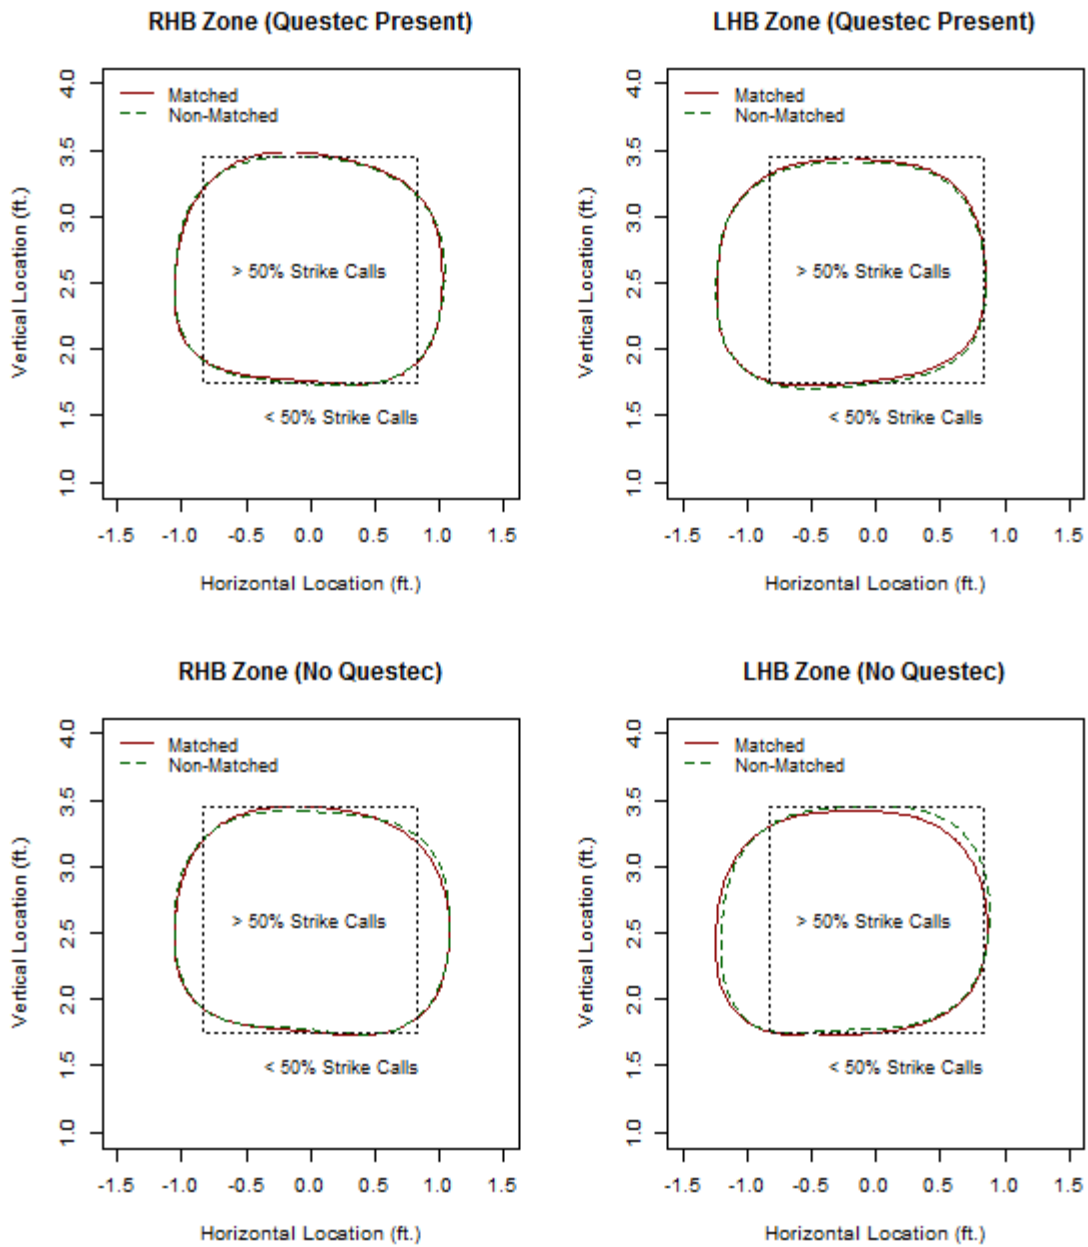 RHB Zone (Questec Present)
Matched
Non-Matched
> 50% Strike Calls
< 50% Strike Calls
4.0
3.5
3.0
2.5
2.0
1.5
1.0
Vertical Location (ft.)
-1.5 -1.0 -0.5 0.0 0.5 1.0 1.5
Horizontal Location (ft.)
LHB Zone (Questec Present)
Matched
Non-Matched
> 50% Strike Calls
< 50% Strike Calls
4.0
3.5
3.0
2.5
2.0
1.5
1.0
Vertical Location (ft.)
-1.5 -1.0 -0.5 0.0 0.5 1.0 1.5
Horizontal Location (ft.)
RHB Zone (No Questec)
Matched
Non-Matched
> 50% Strike Calls
< 50% Strike Calls
4.0
3.5
3.0
2.5
2.0
1.5
1.0
Vertical Location (ft.)
-1.5 -1.0 -0.5 0.0 0.5 1.0 1.5
Horizontal Location (ft.)
LHB Zone (No Questec)
Matched
Non-Matched
> 50% Strike Calls
< 50% Strike Calls
4.0
3.5
3.0
2.5
2.0
1.5
1.0
Vertical Location (ft.)
-1.5 -1.0 -0.5 0.0 0.5 1.0 1.5
Horizontal Location (ft.)